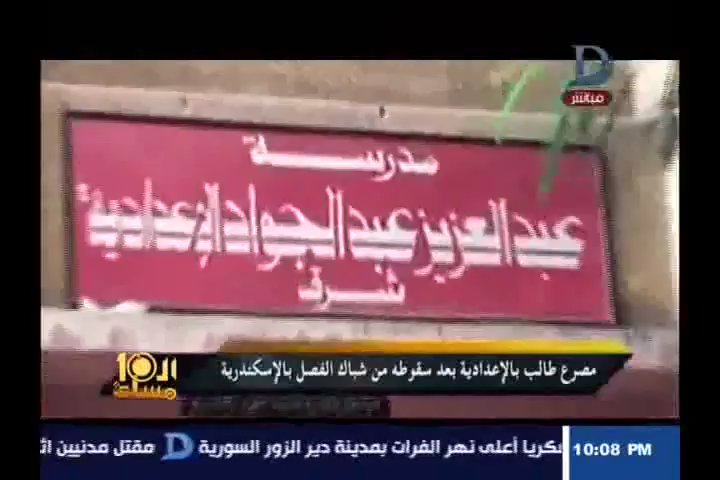 مباشر
مدرسة
عبد العزيز عبد الجواد الإعدادية
شرف
العاشرة مساءً
مصرع طالب بالإعدادية بعد سقوطه من شباك الفصل بالإسكندرية
أعلى نهر الفرات بمدينة دير الزور السورية
مقتل مدنيين
10:08 PM